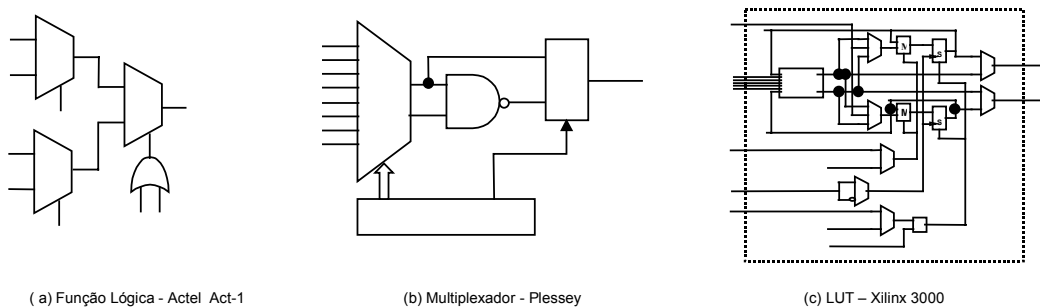 M
S
M
S
( a) Função Lógica - Actel Act-1
(b) Multiplexador - Plessey
(c) LUT – Xilinx 3000